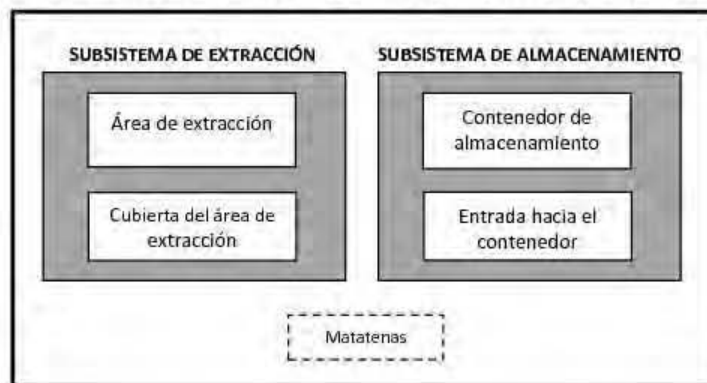 SUBSISTEMA DE EXTRACCIÓN
Área de extracción
Cubierta del área de
extracción
SUBSISTEMA DE ALMACENAMIENTO
Contenedor de
almacenamiento
Entrada hacia el
contenedor
Matatenas